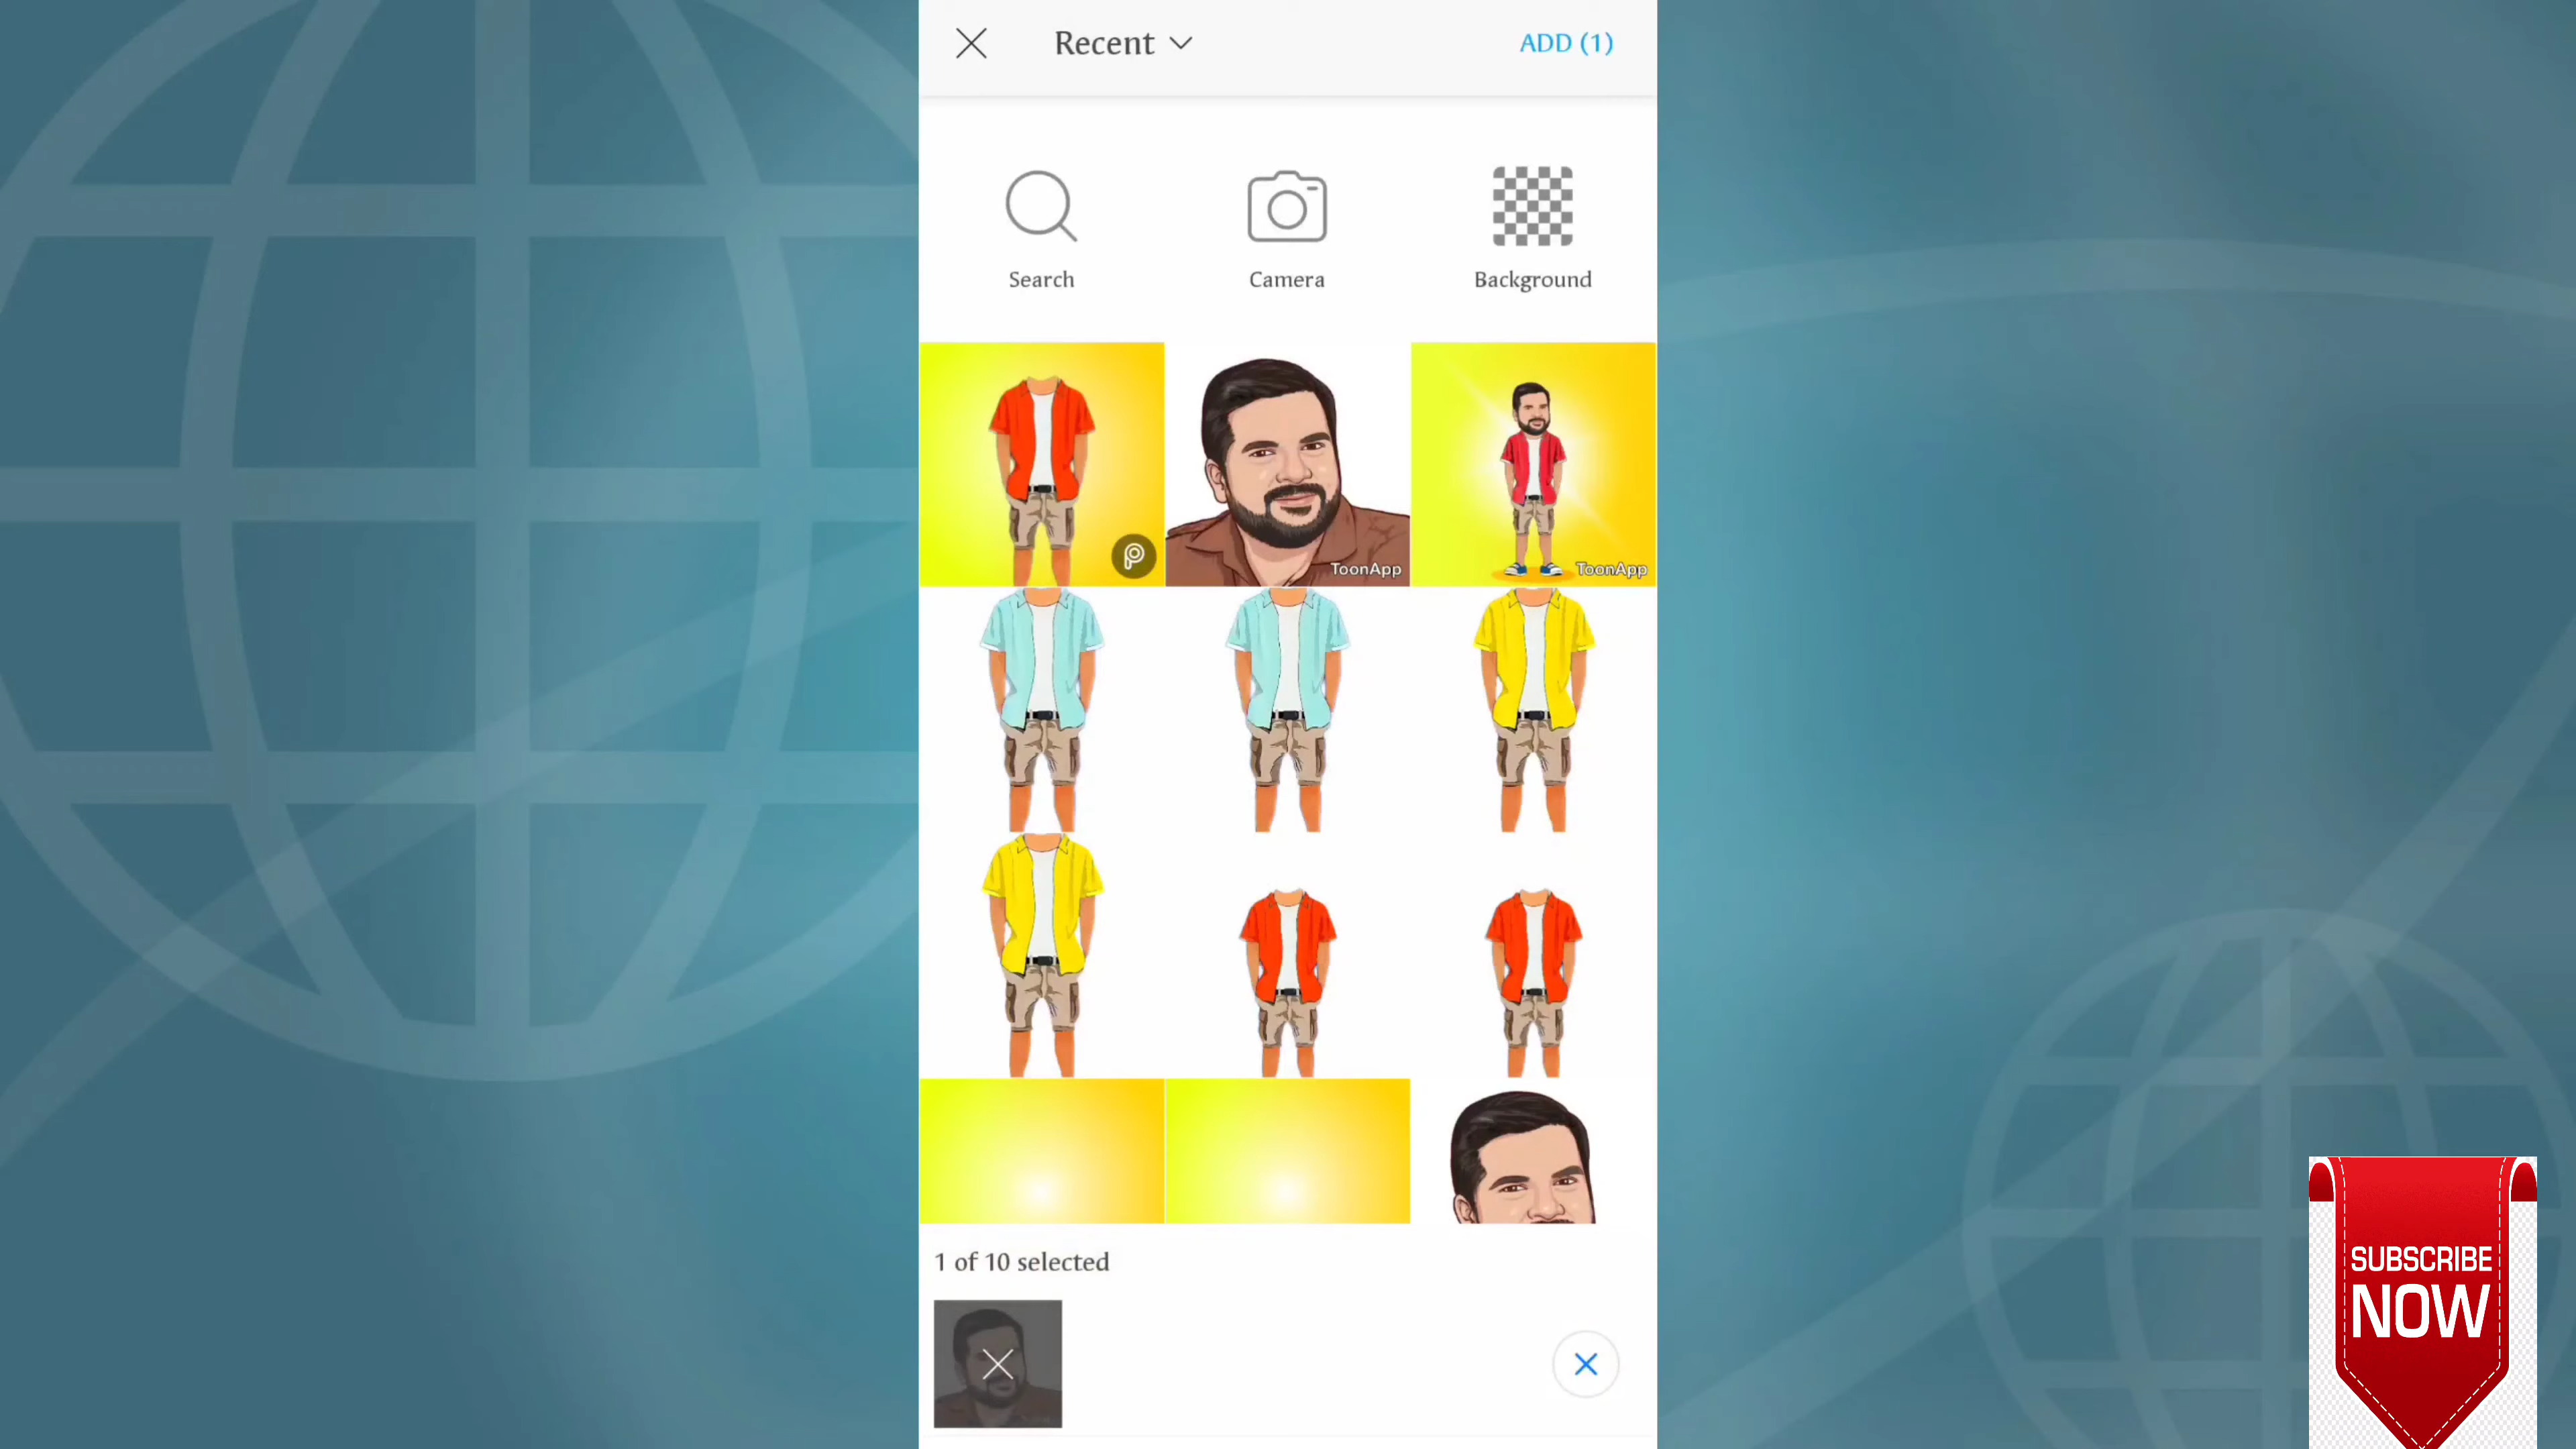 Recent
ADD (1)
Search
Camera
Background
ToonApp
ToonApp
1 of 10 selected
SUBSCRIBE
NOW